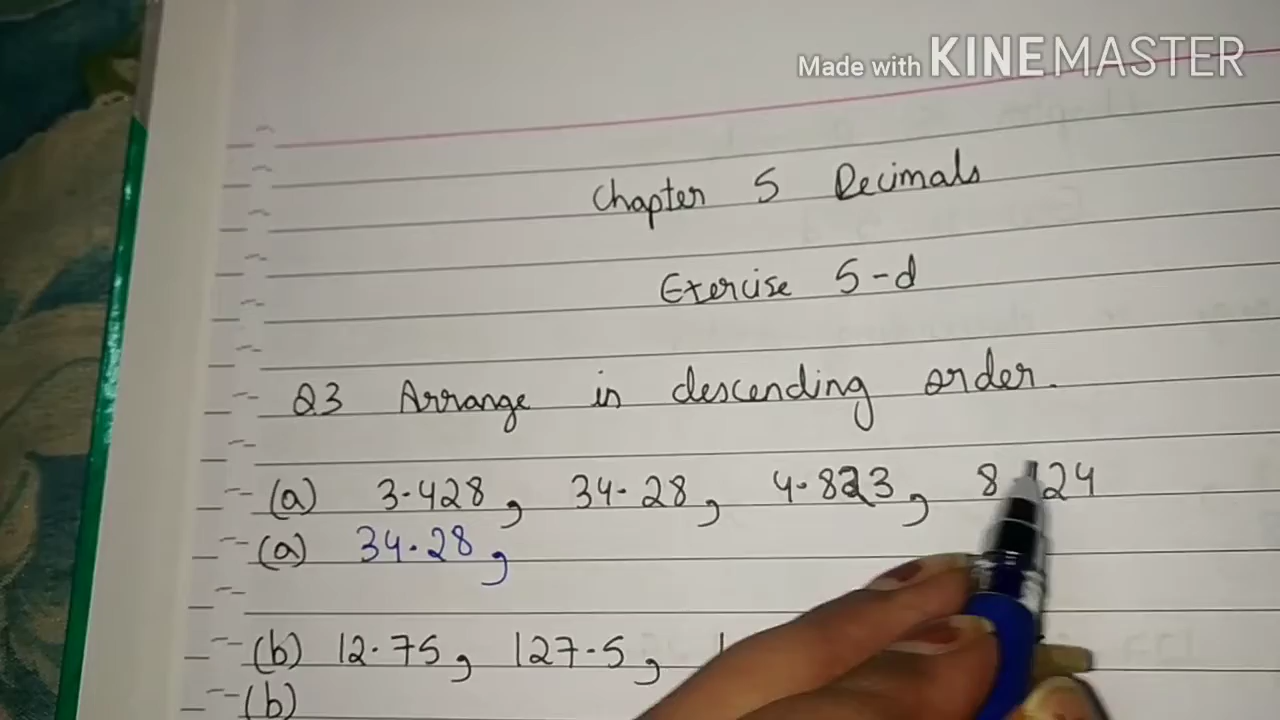 Made with KINEMASTER
Chapter 5 Decimals
Exercise 5-d
Q3 Arrange in descending order.
(a) 3.428, 34.28, 4.823, 8
(a) 34.28,
(b) 12.75, 127.5,
(b)